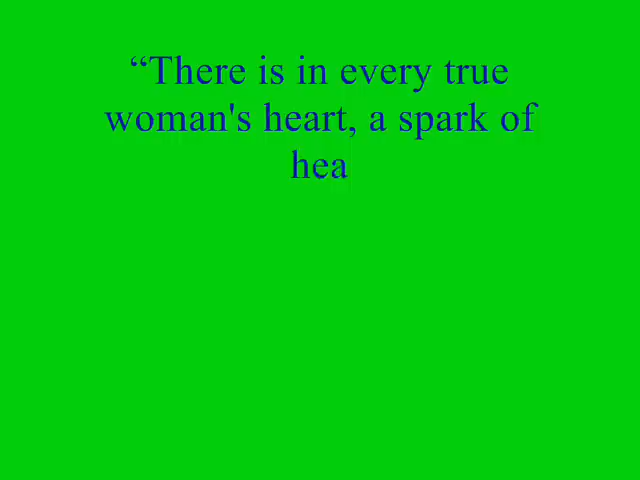 “There is in every true
woman's heart, a spark of
hea